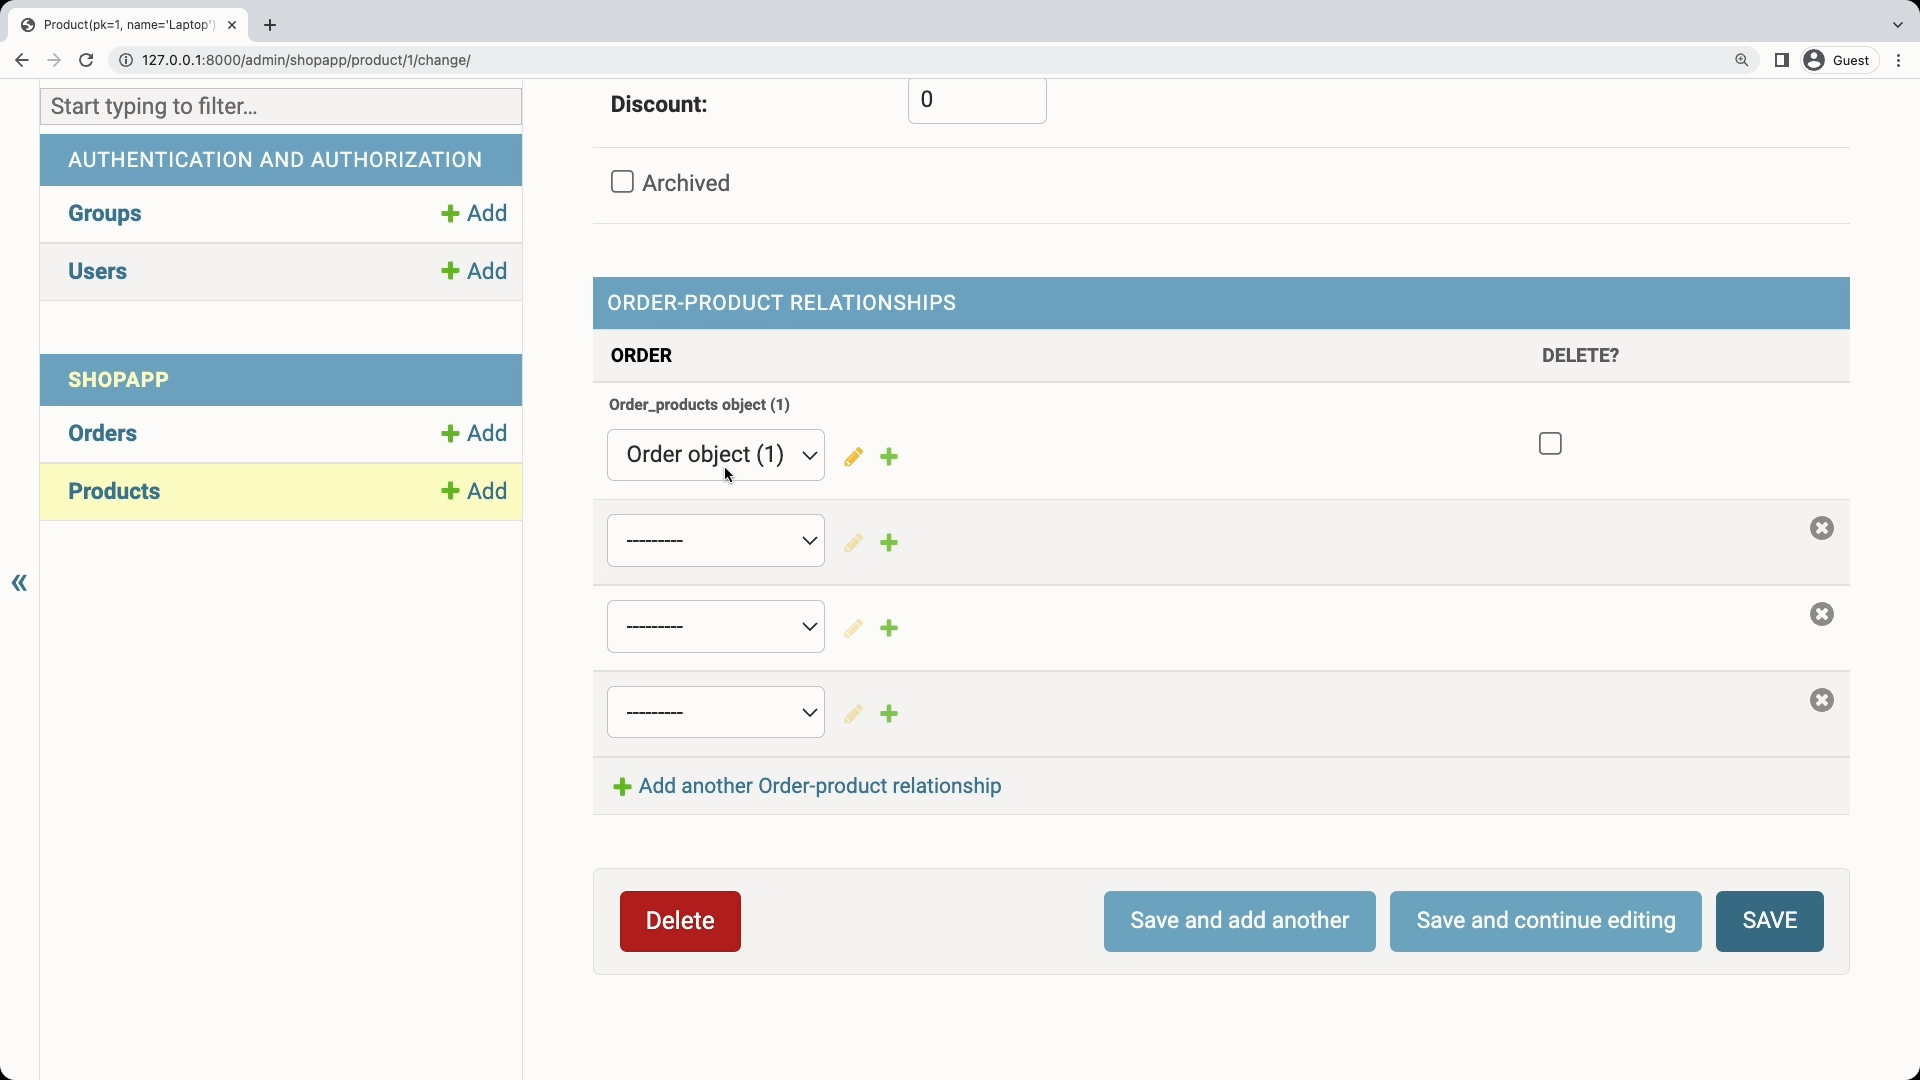 Product(pk=1, name='Laptop')
127.0.0.1:8000/admin/shopapp/product/1/change/
Guest
Start typing to filter…
AUTHENTICATION AND AUTHORIZATION
Groups
Add
Users
Add
SHOPAPP
Orders
Add
Products
Add
«
Discount:
0
Archived
ORDER-PRODUCT RELATIONSHIPS
ORDER
DELETE?
Order_products object (1)
Order object (1)
---------
---------
---------
Add another Order-product relationship
Delete
Save and add another
Save and continue editing
SAVE